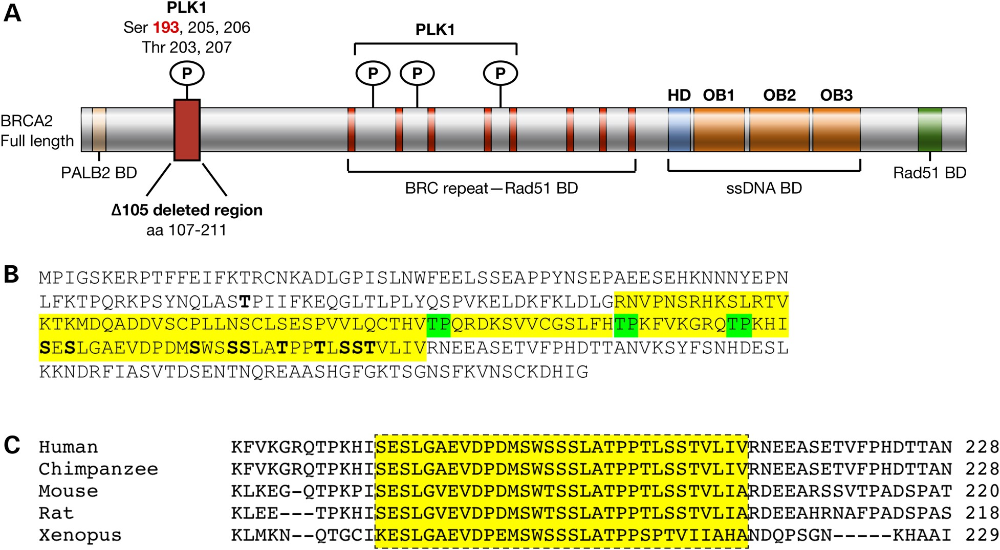 A
PLK1
Ser 193, 205, 206
Thr 203, 207
P
PLK1
P P P
HD OB1 OB2 OB3
BRCA2
Full length
PALB2 BD
BRC repeat—Rad51 BD
ssDNA BD
Rad51 BD
Δ105 deleted region
aa 107-211
B
MPIGSKERPTFFEIFKTRCNKADLGPISLNWFEELSSEAPPYNSEPAEESEHKNNNYEPN
LFKTPQRKPSYNQLASTPIIFKEQGLTLPLYQSPVKELDKFKLDLGRNVPNSRHKSLRTV
KTKMDQADDVSCPLLNSCLSESPVVLQCTHVTPQRDKSVVCGSLFHTPKFVKGRQTPKHI
SESLGAEVDPDMSWSSSLATPPTLSSTVLIVRNEEASETVFPHDTTANVKSYFSNHDESL
KKNDRFIASVTDSENTNQREAASHGFGKTSGNSFKVNSCKDHIG
C
Human KFVKGRQTPKHISESLGAEVDPDMSWSSSLATPPTLSSTVLIVRNEEASETVFPHDTTAN 228
Chimpanzee KFVKGRQTPKHISESLGAEVDPDMSWSSSLATPPTLSSTVLIVRNEEASETVFPHDTTAN 228
Mouse KLKEG-QTPKPISESLGVEVDPDMSWTSSLATPPTLSSTVLIARDEEARSSVTPADSPAT 220
Rat KLEE---TPKHISESLGVEVDPDMSWTSSLATPPTLSSTVLIARDEEAHRNAFPADSPAS 218
Xenopus KLMKN--QTGCIKESLGAEVDPEMSWSSSLATPPSPTVIIAHANDQPSGN-----KHAAI 229